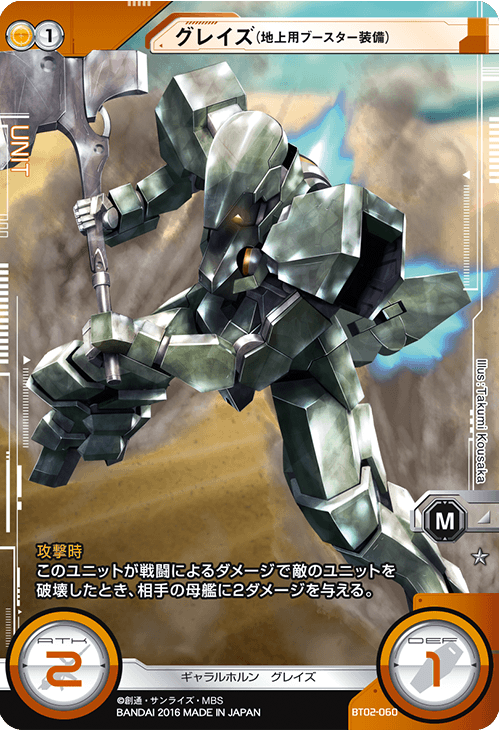 1
グレイズ(地上用ブースター装備)
UNIT
Illus:Takumi Kousaka
M
攻撃時
このユニットが戦闘によるダメージで敵のユニットを
破壊したとき、相手の母艦に2ダメージを与える。
ATK
2
DEF
1
ギャラルホルン グレイズ
©創通・サンライズ・MBS
BANDAI 2016 MADE IN JAPAN
BT02-060